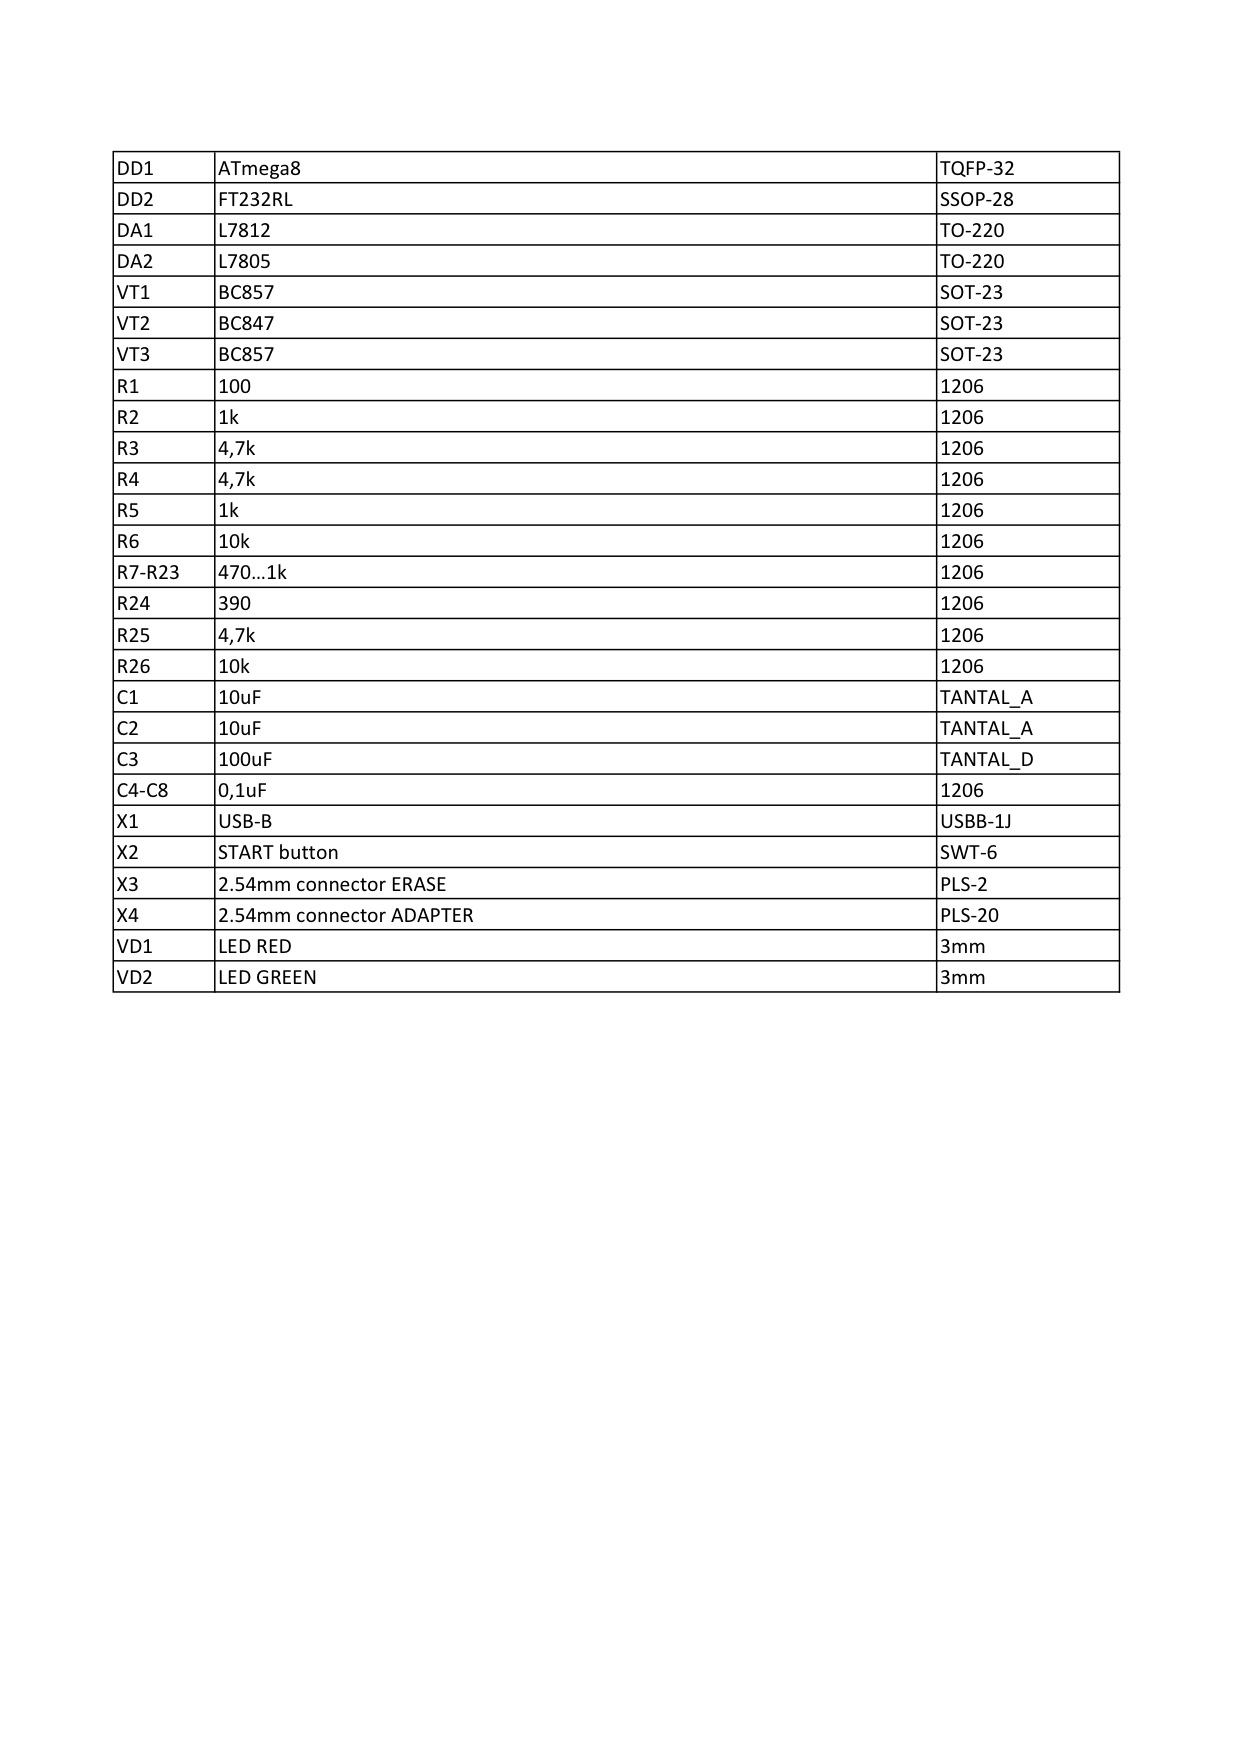 DD1 ATmega8 TQFP-32
DD2 FT232RL SSOP-28
DA1 L7812 TO-220
DA2 L7805 TO-220
VT1 BC857 SOT-23
VT2 BC847 SOT-23
VT3 BC857 SOT-23
R1 100 1206
R2 1k 1206
R3 4,7k 1206
R4 4,7k 1206
R5 1k 1206
R6 10k 1206
R7-R23 470...1k 1206
R24 390 1206
R25 4,7k 1206
R26 10k 1206
C1 10uF TANTAL_A
C2 10uF TANTAL_A
C3 100uF TANTAL_D
C4-C8 0,1uF 1206
X1 USB-B USBB-1J
X2 START button SWT-6
X3 2.54mm connector ERASE PLS-2
X4 2.54mm connector ADAPTER PLS-20
VD1 LED RED 3mm
VD2 LED GREEN 3mm